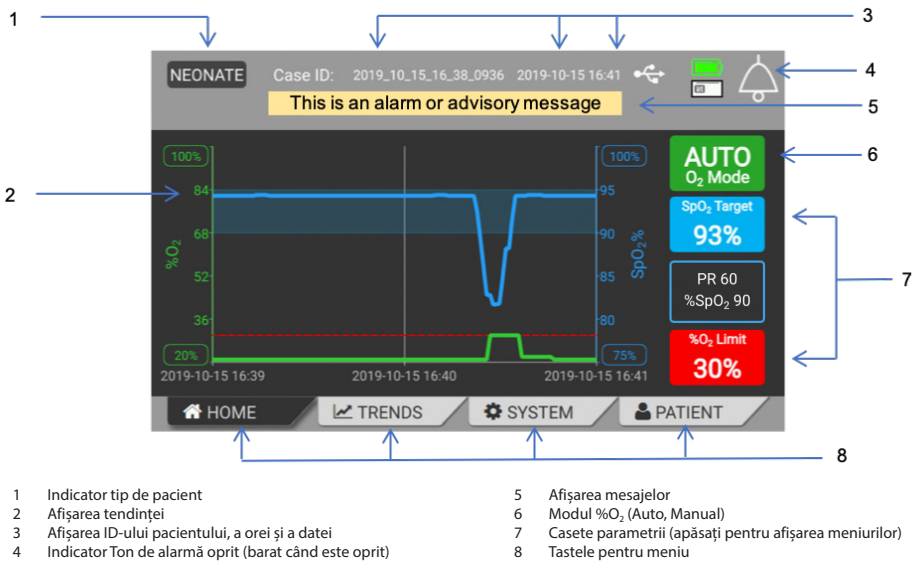 1
3
NEONATE
Case ID: 2019_10_15_16_38_0936 2019-10-15 16:41
4
This is an alarm or advisory message
5
100%
100%
AUTO
O₂ Mode
6
2
84
95
SpO₂ Target
93%
68
90
%O₂
SpO₂%
52
85
PR 60
%SpO₂ 90
7
36
80
%O₂ Limit
30%
20%
75%
2019-10-15 16:39
2019-10-15 16:40
2019-10-15 16:41
HOME
TRENDS
SYSTEM
PATIENT
8
1 Indicator tip de pacient
2 Afișarea tendinței
3 Afișarea ID-ului pacientului, a orei și a datei
4 Indicator Ton de alarmă oprit (barat când este oprit)
5 Afișarea mesajelor
6 Modul %O₂ (Auto, Manual)
7 Casete parametrii (apăsați pentru afișarea meniurilor)
8 Tastele pentru meniu